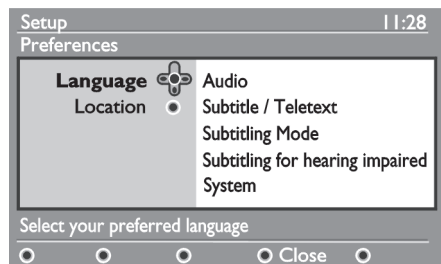 Setup 11:28
Preferences
Language Audio
Location Subtitle / Teletext
Subtitling Mode
Subtitling for hearing impaired
System
Select your preferred language
Close